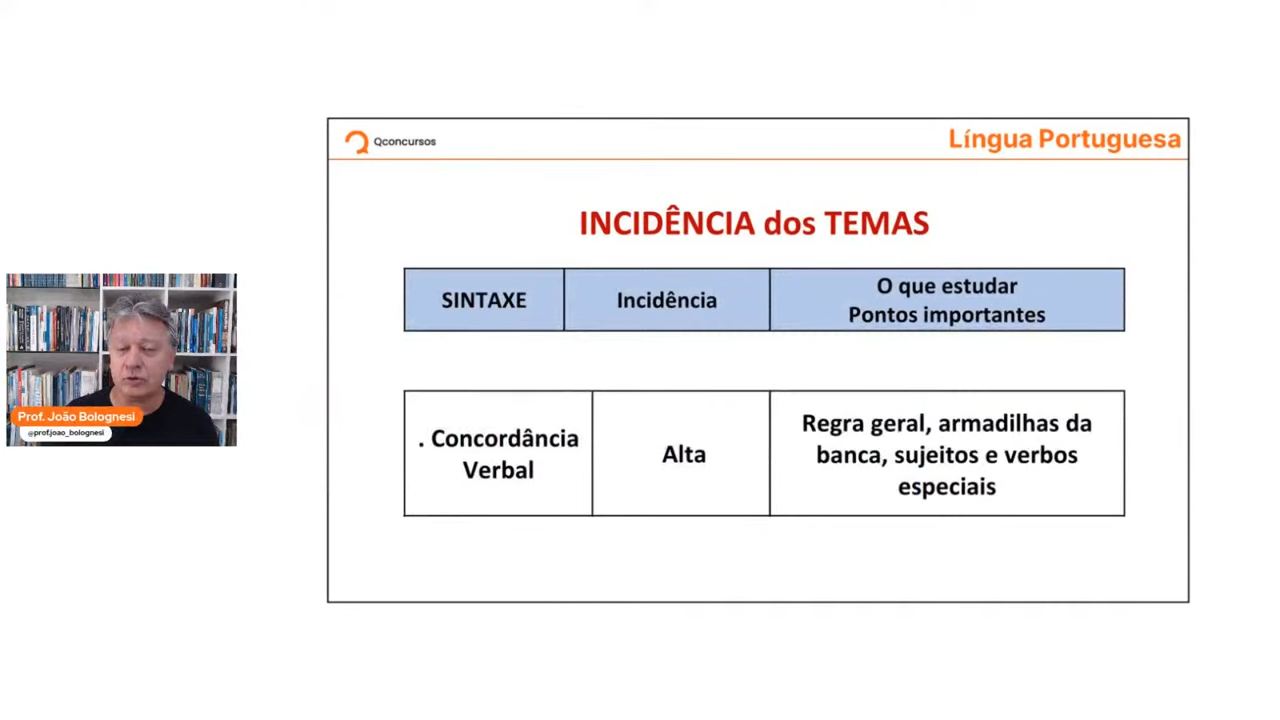 Qconcursos
Língua Portuguesa
INCIDÊNCIA dos TEMAS
SINTAXE
Incidência
O que estudar
Pontos importantes
. Concordância
Verbal
Alta
Regra geral, armadilhas da
banca, sujeitos e verbos
especiais
Prof. João Bolognesi
@prof.joao_bolognesi